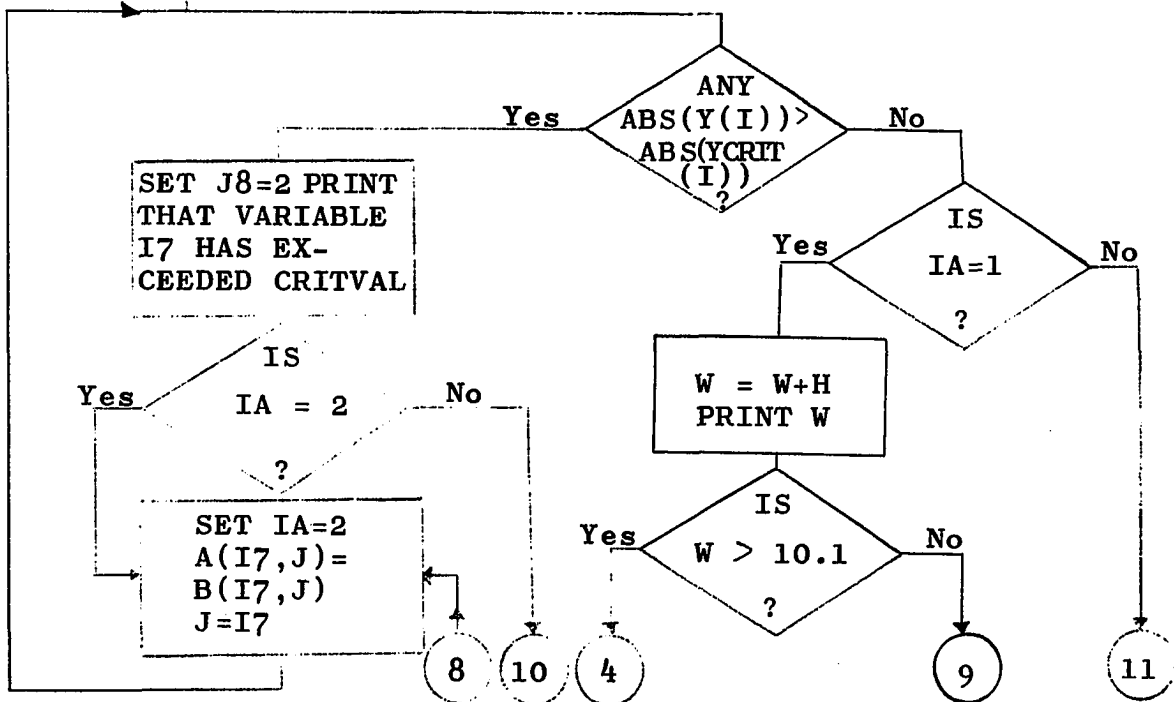 ANY
ABS(Y(I))>
ABS(YCRIT
(I))
?
Yes
No
SET J8=2 PRINT
THAT VARIABLE
I7 HAS EX-
CEEDED CRITVAL
IS
IA=1
?
Yes
No
IS
IA = 2
?
Yes
No
W = W+H
PRINT W
IS
W > 10.1
?
Yes
No
SET IA=2
A(I7,J)=
B(I7,J)
J=I7
8
10
4
9
11